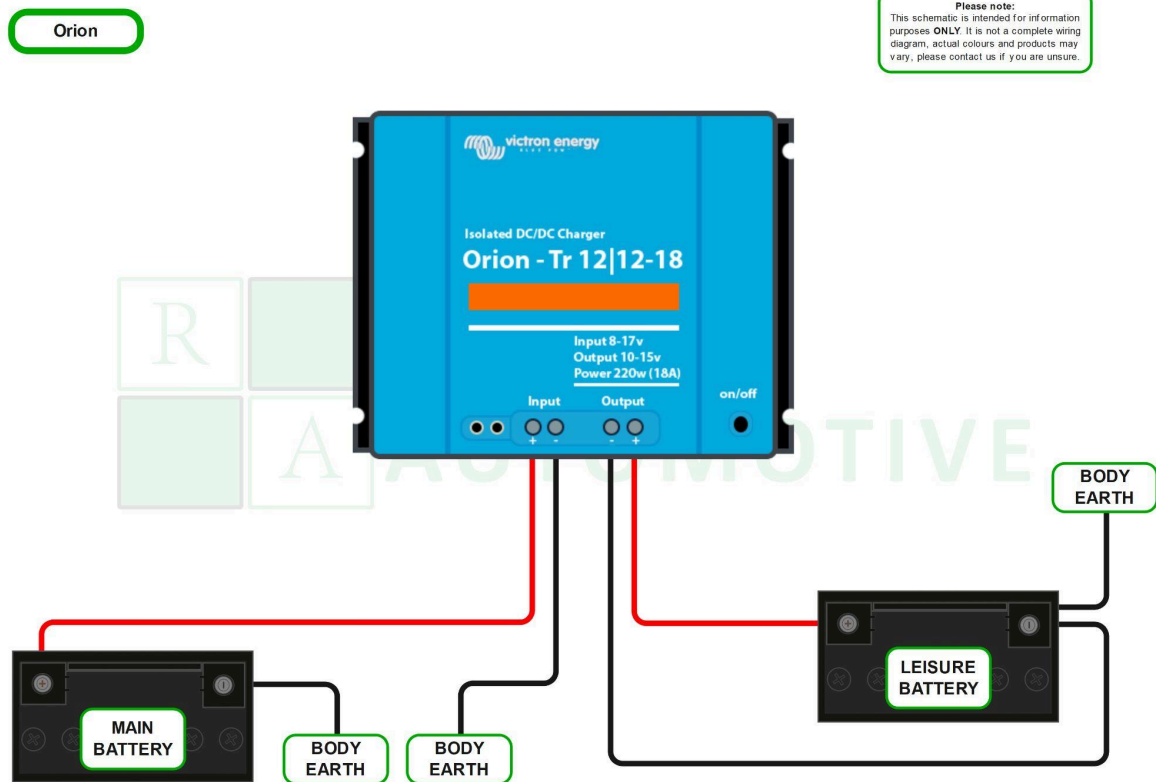 Orion
Please note:
This schematic is intended for information
purposes ONLY. It is not a complete wiring
diagram, actual colours and products may
vary, please contact us if you are unsure.
victron energy
BLUE POWER
Isolated DC/DC Charger
Orion - Tr 12|12-18
Input 8-17v
Output 10-15v
Power 220w (18A)
Input
Output
on/off
+ -
- +
R
A AUTOMOTIVE
BODY
EARTH
LEISURE
BATTERY
MAIN
BATTERY
BODY
EARTH
BODY
EARTH